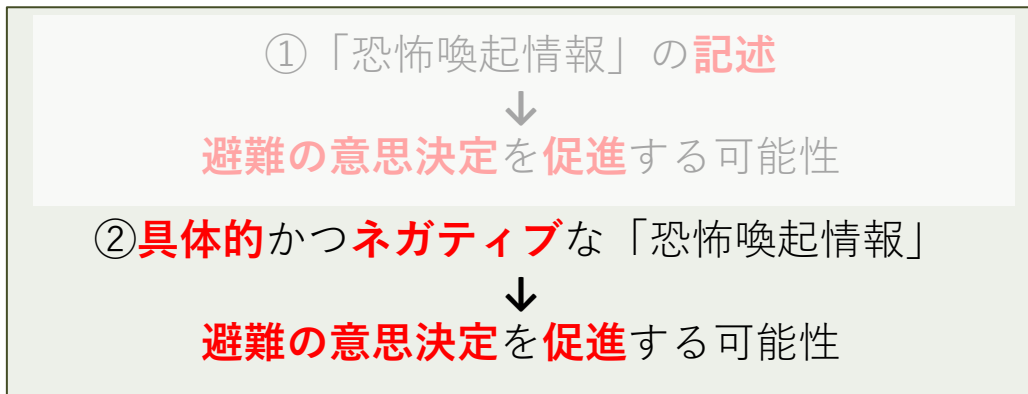 ①「恐怖喚起情報」の記述
↓
避難の意思決定を促進する可能性
②具体的かつネガティブな「恐怖喚起情報」
↓
避難の意思決定を促進する可能性